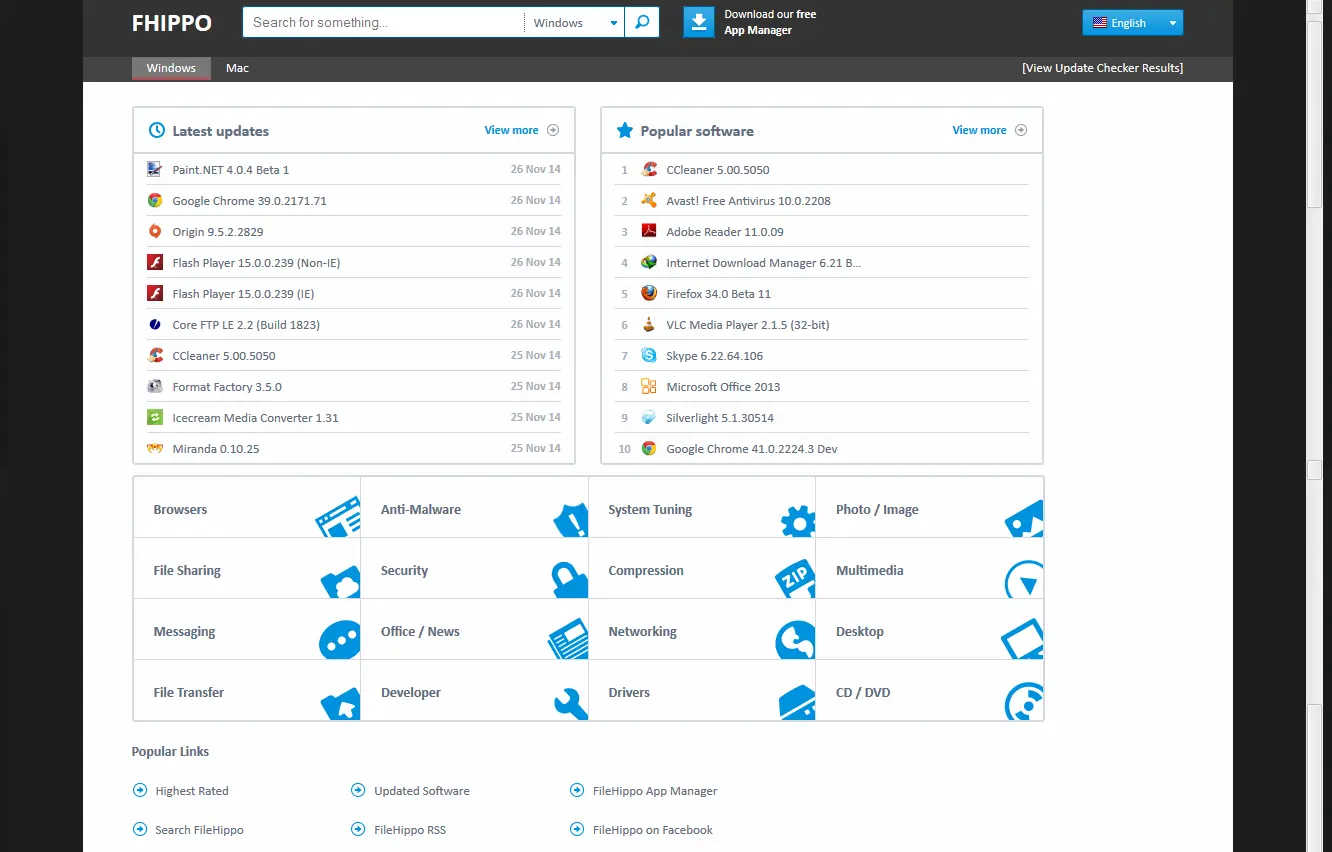 FHIPPO
Search for something...
Windows
Download our free
App Manager
English
Windows
Mac
[View Update Checker Results]
Latest updates
View more
Paint.NET 4.0.4 Beta 1
26 Nov 14
Google Chrome 39.0.2171.71
26 Nov 14
Origin 9.5.2.2829
26 Nov 14
Flash Player 15.0.0.239 (Non-IE)
26 Nov 14
Flash Player 15.0.0.239 (IE)
26 Nov 14
Core FTP LE 2.2 (Build 1823)
26 Nov 14
CCleaner 5.00.5050
25 Nov 14
Format Factory 3.5.0
25 Nov 14
Icecream Media Converter 1.31
25 Nov 14
Miranda 0.10.25
25 Nov 14
Popular software
View more
1 CCleaner 5.00.5050
2 Avast! Free Antivirus 10.0.2208
3 Adobe Reader 11.0.09
4 Internet Download Manager 6.21 B...
5 Firefox 34.0 Beta 11
6 VLC Media Player 2.1.5 (32-bit)
7 Skype 6.22.64.106
8 Microsoft Office 2013
9 Silverlight 5.1.30514
10 Google Chrome 41.0.2224.3 Dev
Browsers
Anti-Malware
System Tuning
Photo / Image
File Sharing
Security
Compression
ZIP
Multimedia
Messaging
Office / News
Networking
Desktop
File Transfer
Developer
Drivers
CD / DVD
Popular Links
Highest Rated
Updated Software
FileHippo App Manager
Search FileHippo
FileHippo RSS
FileHippo on Facebook